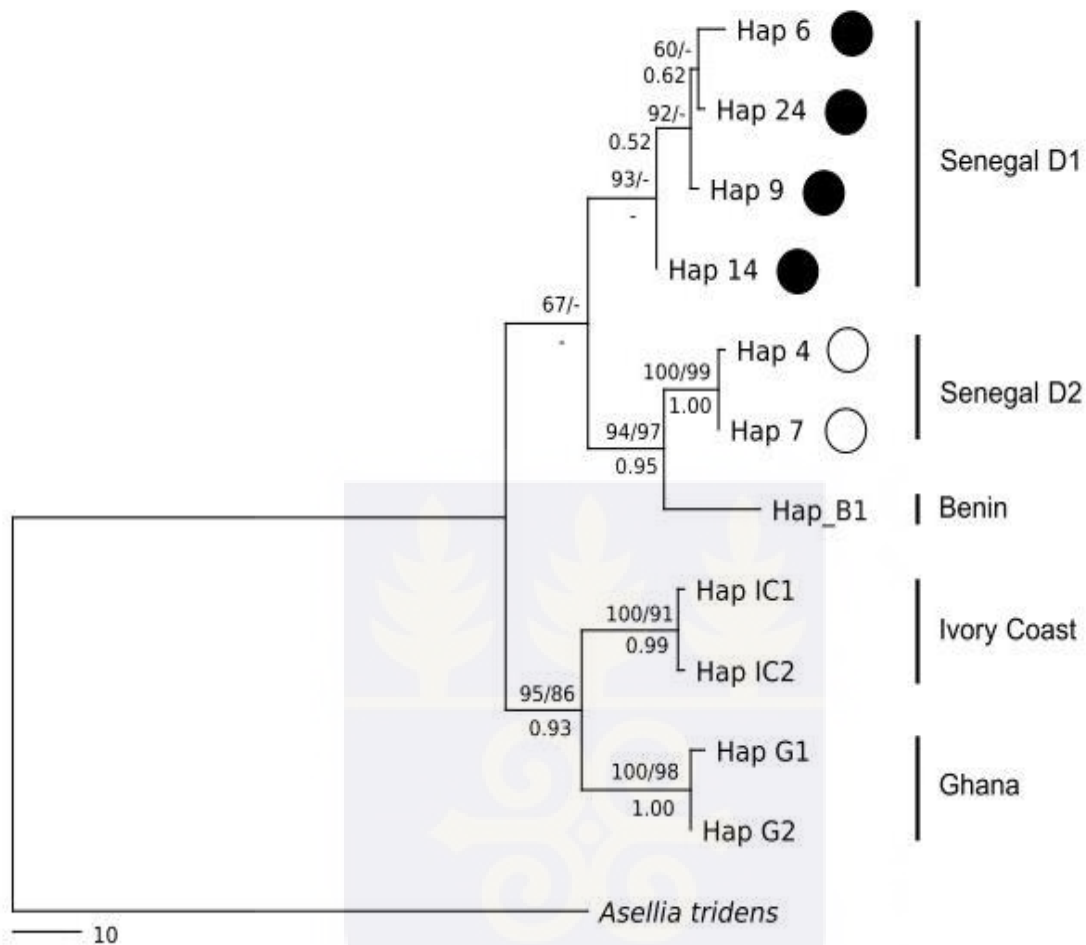 Hap 6
60/-
0.62
Hap 24
92/-
0.52
Senegal D1
93/-
-
Hap 9
Hap 14
67/-
-
Hap 4
100/99
1.00
Senegal D2
Hap 7
94/97
0.95
Hap_B1
Benin
Hap IC1
100/91
0.99
Ivory Coast
Hap IC2
95/86
0.93
Hap G1
100/98
1.00
Ghana
Hap G2
Asellia tridens
10